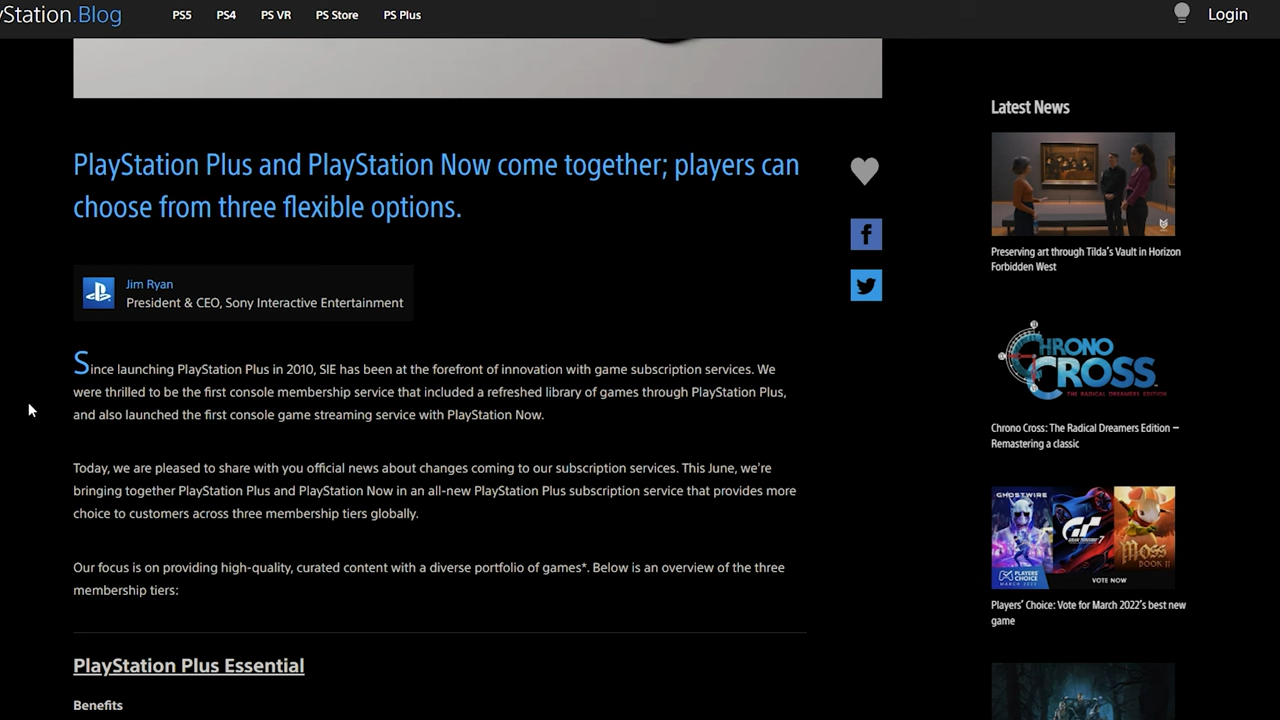 yStation.Blog
PS5
PS4
PS VR
PS Store
PS Plus
Login
PlayStation Plus and PlayStation Now come together; players can
choose from three flexible options.
Jim Ryan
President & CEO, Sony Interactive Entertainment
Since launching PlayStation Plus in 2010, SIE has been at the forefront of innovation with game subscription services. We
were thrilled to be the first console membership service that included a refreshed library of games through PlayStation Plus,
and also launched the first console game streaming service with PlayStation Now.
Today, we are pleased to share with you official news about changes coming to our subscription services. This June, we're
bringing together PlayStation Plus and PlayStation Now in an all-new PlayStation Plus subscription service that provides more
choice to customers across three membership tiers globally.
Our focus is on providing high-quality, curated content with a diverse portfolio of games*. Below is an overview of the three
membership tiers:
PlayStation Plus Essential
Benefits
Latest News
Preserving art through Tilda's Vault in Horizon
Forbidden West
CHRONO
CROSS
THE RADICAL DREAMERS EDITION
Chrono Cross: The Radical Dreamers Edition –
Remastering a classic
GHOSTWIRE
GT
GRAN TURISMO 7
MOSS
BOOK II
PLAYERS'
CHOICE
MARCH 2022
VOTE NOW
Players' Choice: Vote for March 2022's best new
game